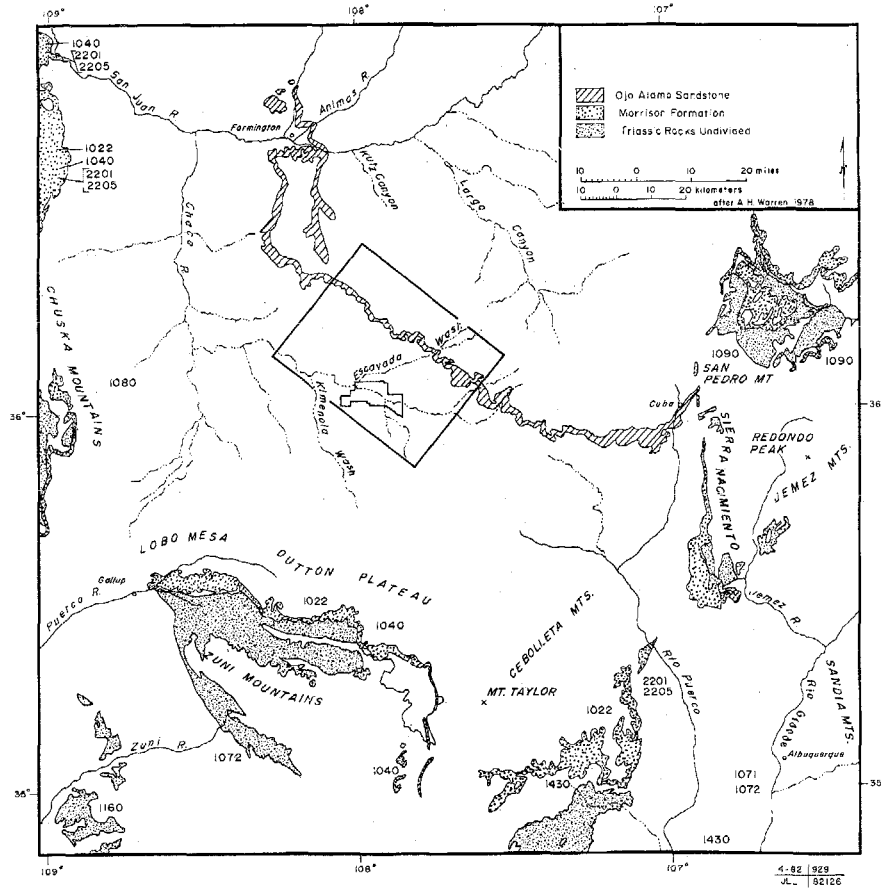 109°
108°
107°
1040
2201
2205
San Juan R.
Animas R.
Farmington
Ojo Alamo Sandstone
Morrison Formation
Triassic Rocks Undivided
10 0 10 20 miles
10 0 10 20 kilometers
after A. H. Warren 1978
N
1022
1040
2201
2205
Kutz Canyon
Largo Canyon
Chaco R.
CHUSKA MOUNTAINS
1080
Escavada Wash
Kimenola Wash
1090
1090
SAN PEDRO MT
Cuba
36°
36
SIERRA NACIMIENTO
REDONDO PEAK
JEMEZ MTS.
LOBO MESA
DUTTON PLATEAU
Gallup
Puerco R.
1022
1040
ZUNI MOUNTAINS
CEBOLLETA MTS.
MT. TAYLOR
Jemez R.
Rio Puerco
2201
2205
1022
SANDIA MTS.
Rio Grande
Albuquerque
Zuni R.
1072
1040
1430
1071
1072
36°
35
1160
1430
109°
108°
107°
4-82 929
JL. 82126